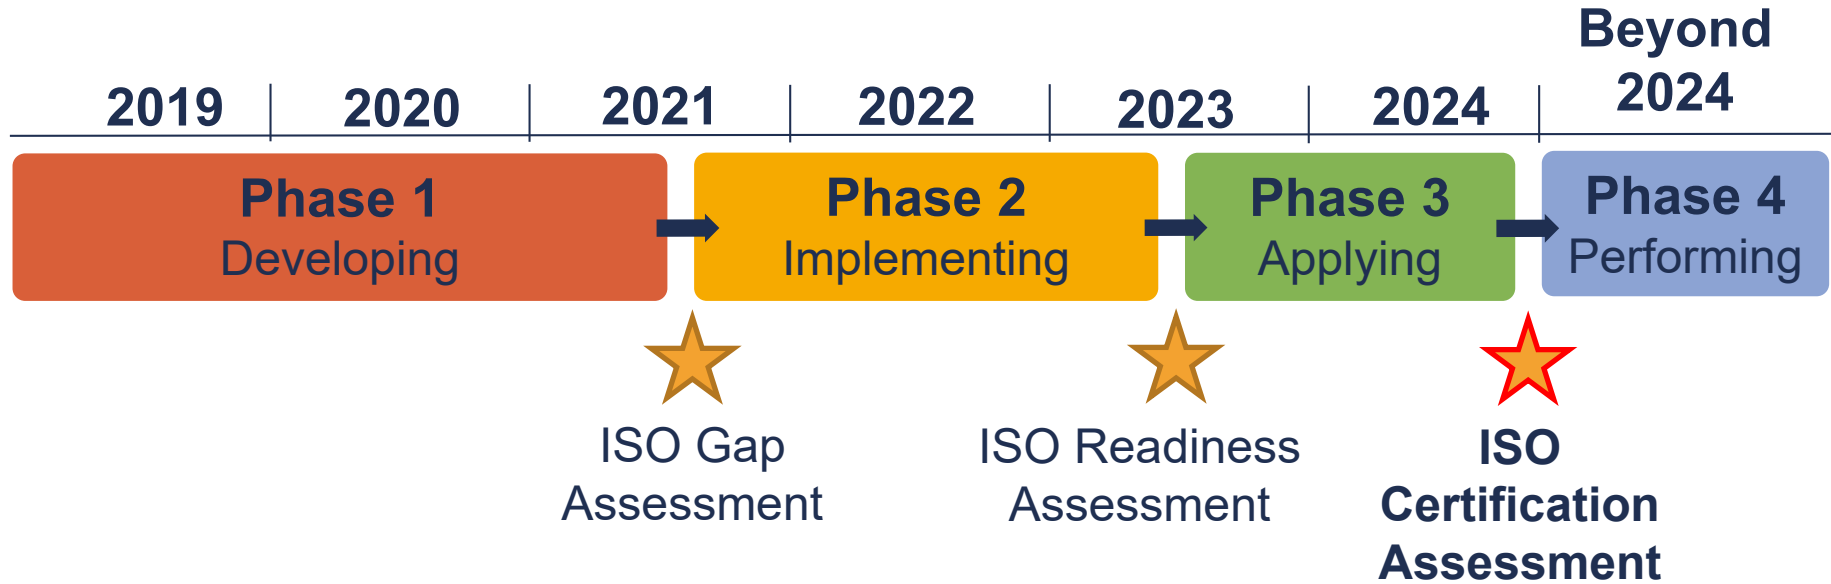 Beyond
2019 2020 2021 2022 2023 2024 2024
Phase 1 Phase 2 Phase 3 Phase 4
Developing Implementing Applying Performing
ISO Gap ISO Readiness ISO
Assessment Assessment Certification
Assessment